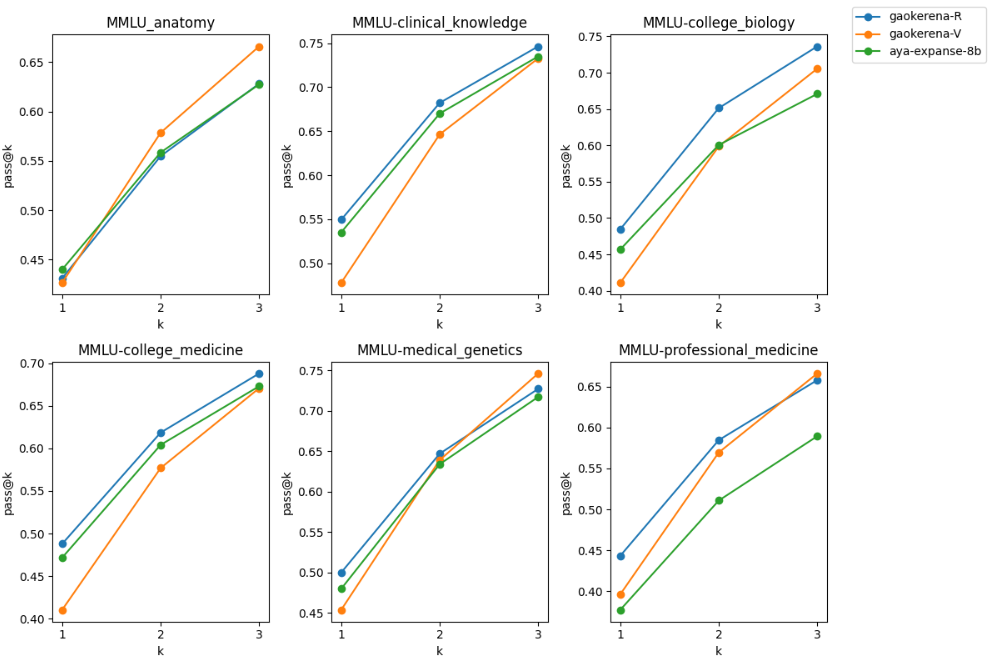 MMLU_anatomy
pass@k
0.65
0.60
0.55
0.50
0.45
1 2 3
k
MMLU-clinical_knowledge
pass@k
0.75
0.70
0.65
0.60
0.55
0.50
1 2 3
k
MMLU-college_biology
pass@k
0.75
0.70
0.65
0.60
0.55
0.50
0.45
0.40
1 2 3
k
gaokerena-R
gaokerena-V
aya-expanse-8b
MMLU-college_medicine
pass@k
0.70
0.65
0.60
0.55
0.50
0.45
0.40
1 2 3
k
MMLU-medical_genetics
pass@k
0.75
0.70
0.65
0.60
0.55
0.50
0.45
1 2 3
k
MMLU-professional_medicine
pass@k
0.65
0.60
0.55
0.50
0.45
0.40
1 2 3
k